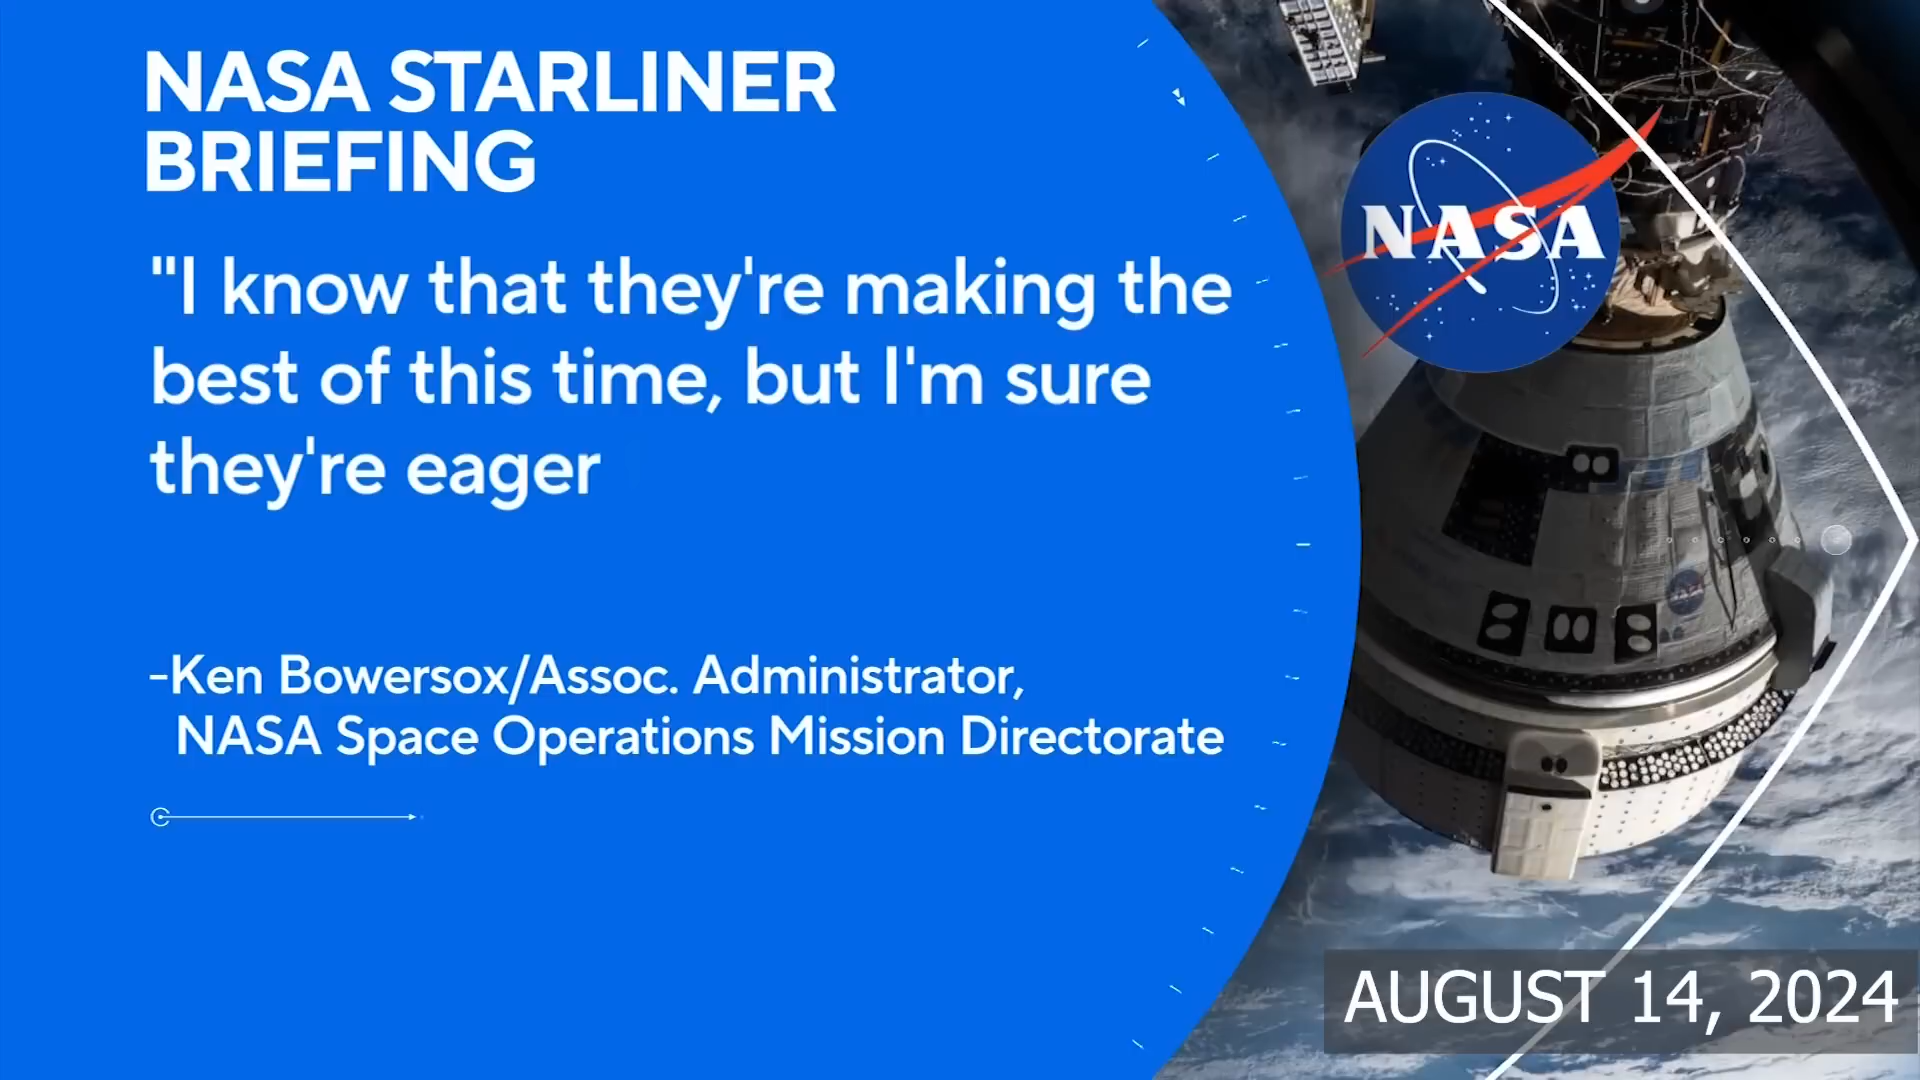 NASA STARLINER
BRIEFING
"I know that they're making the
best of this time, but I'm sure
they're eager
-Ken Bowersox/Assoc. Administrator,
NASA Space Operations Mission Directorate
NASA
AUGUST 14, 2024